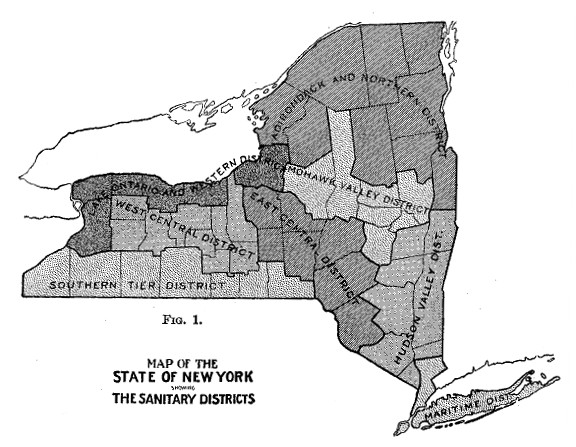 ADIRONDACK AND NORTHERN DISTRICT
LAKE ONTARIO AND WESTERN DISTRICT
MOHAWK VALLEY DISTRICT
WEST CENTRAL DISTRICT
EAST CENTRAL DISTRICT
HUDSON VALLEY DIST.
SOUTHERN TIER DISTRICT
MARITIME DIST.
FIG. 1.
MAP OF THE
STATE OF NEW YORK
SHOWING
THE SANITARY DISTRICTS